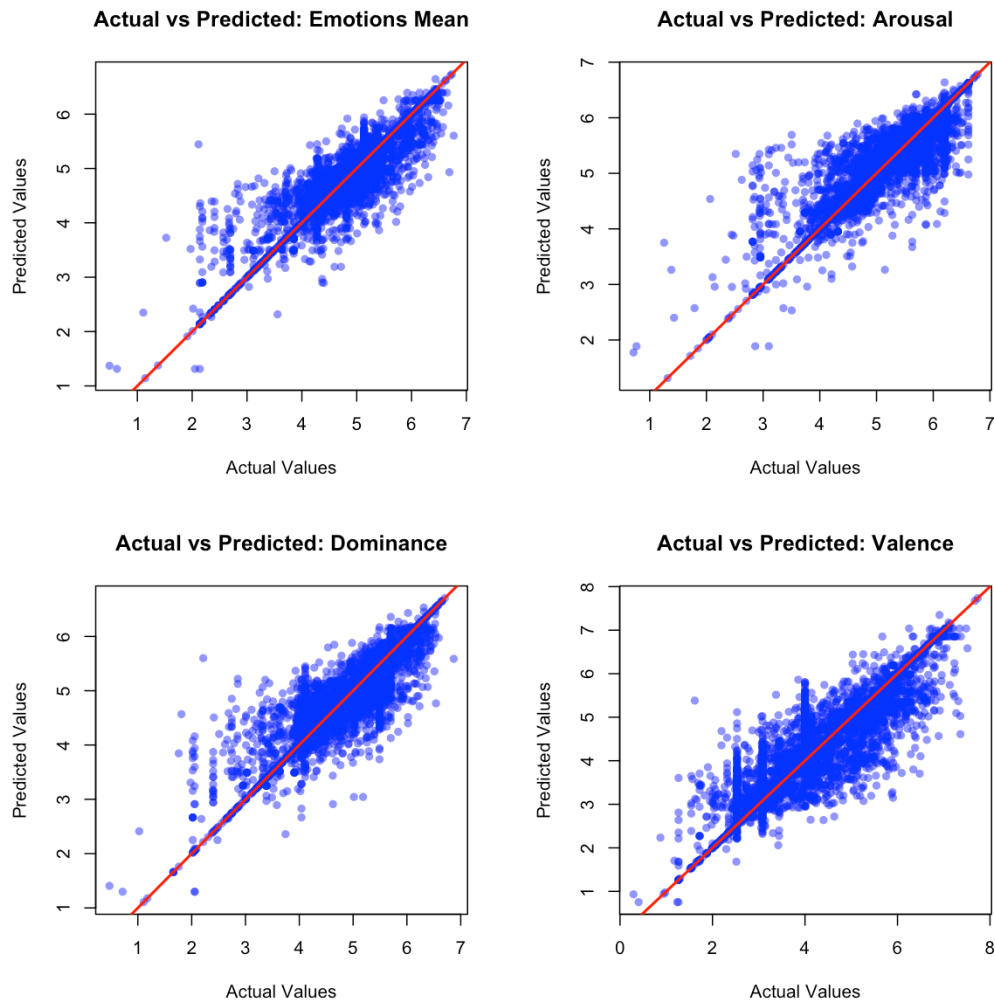 Actual vs Predicted: Emotions Mean
Predicted Values
6
5
4
3
2
1
1 2 3 4 5 6 7
Actual Values
Actual vs Predicted: Arousal
Predicted Values
7
6
5
4
3
2
1 2 3 4 5 6 7
Actual Values
Actual vs Predicted: Dominance
Predicted Values
6
5
4
3
2
1
1 2 3 4 5 6 7
Actual Values
Actual vs Predicted: Valence
Predicted Values
8
7
6
5
4
3
2
1
0 2 4 6 8
Actual Values